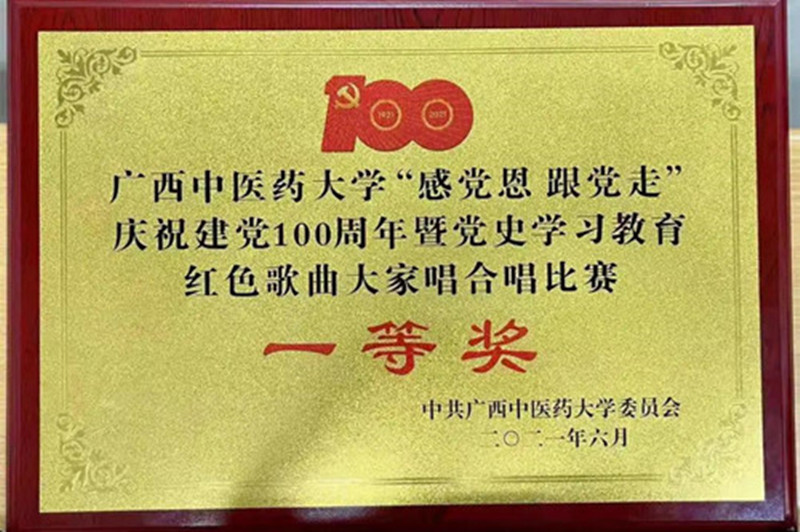 100
1921 2021
广西中医药大学“感党恩 跟党走”
庆祝建党100周年暨党史学习教育
红色歌曲大家唱合唱比赛
一等奖
中共广西中医药大学委员会
二〇二一年六月